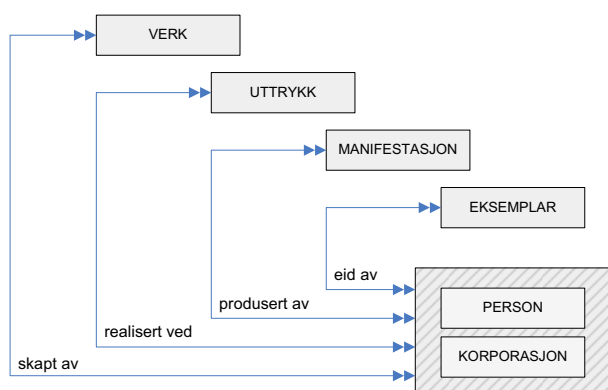 VERK
UTTRYKK
MANIFESTASJON
EKSEMPLAR
eid av
PERSON
produsert av
realisert ved
KORPORASJON
skapt av